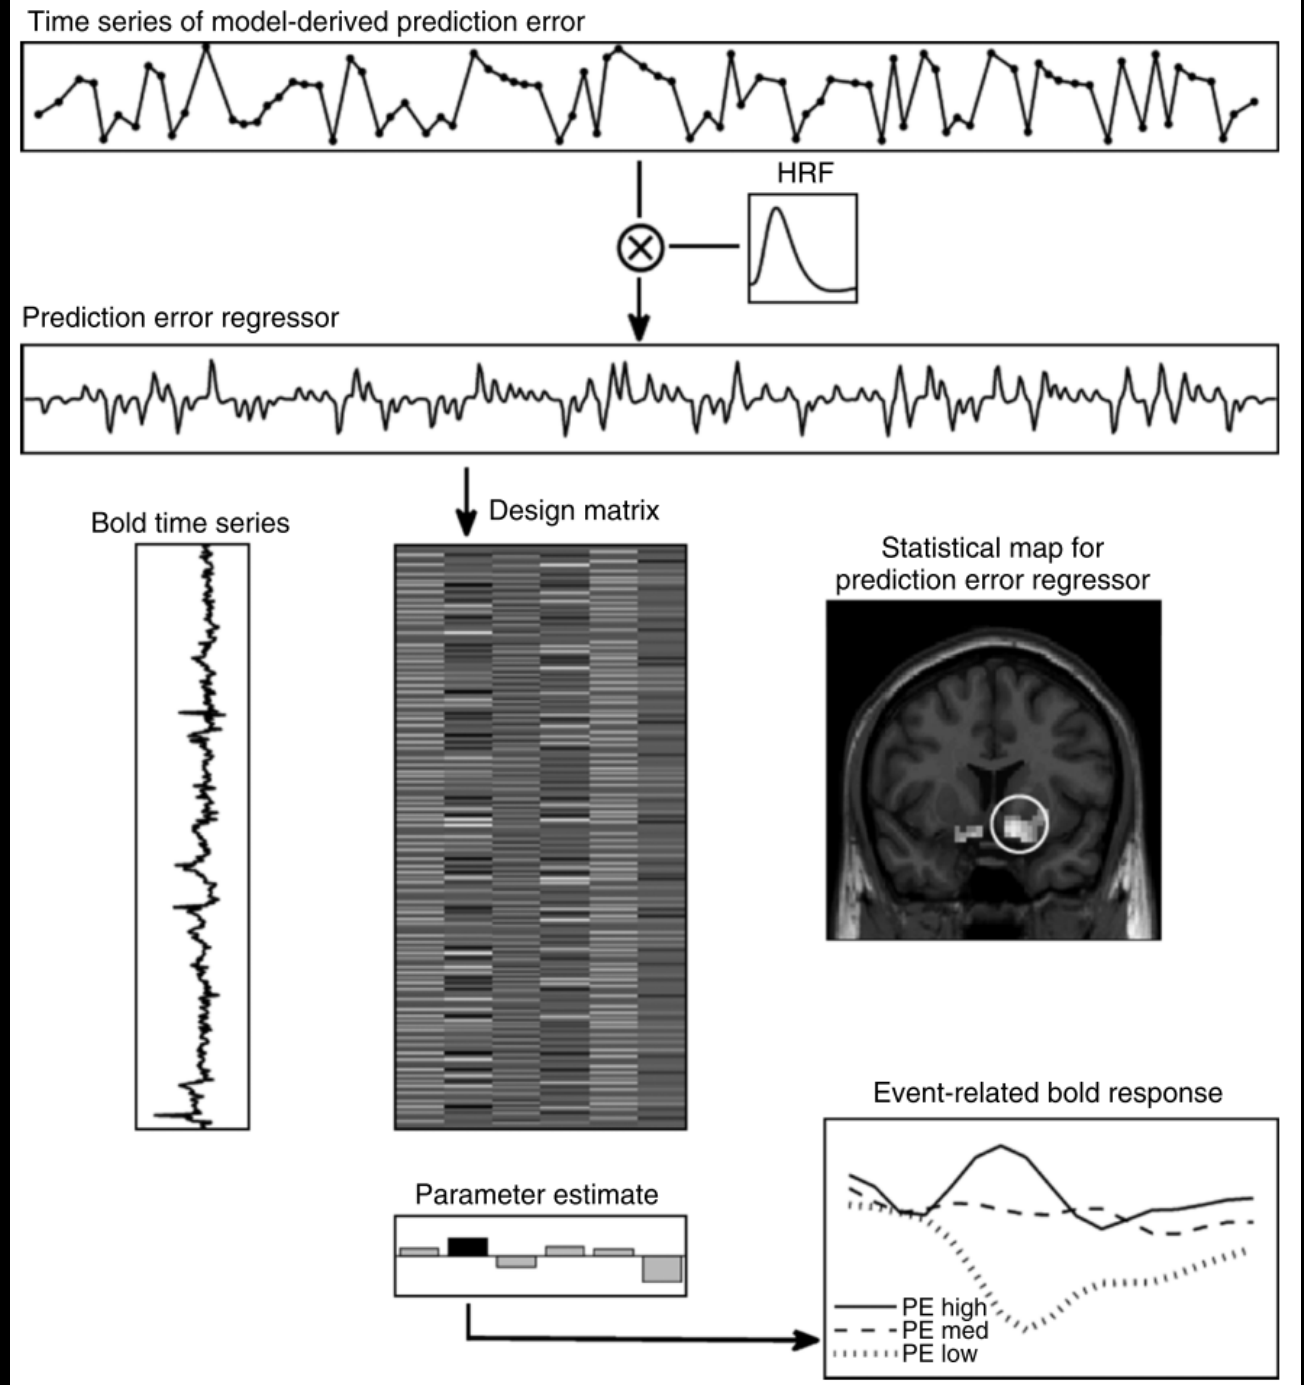 Time series of model-derived prediction error
HRF
Prediction error regressor
Design matrix
Bold time series
Statistical map for
prediction error regressor
Event-related bold response
Parameter estimate
PE high
PE med
PE low